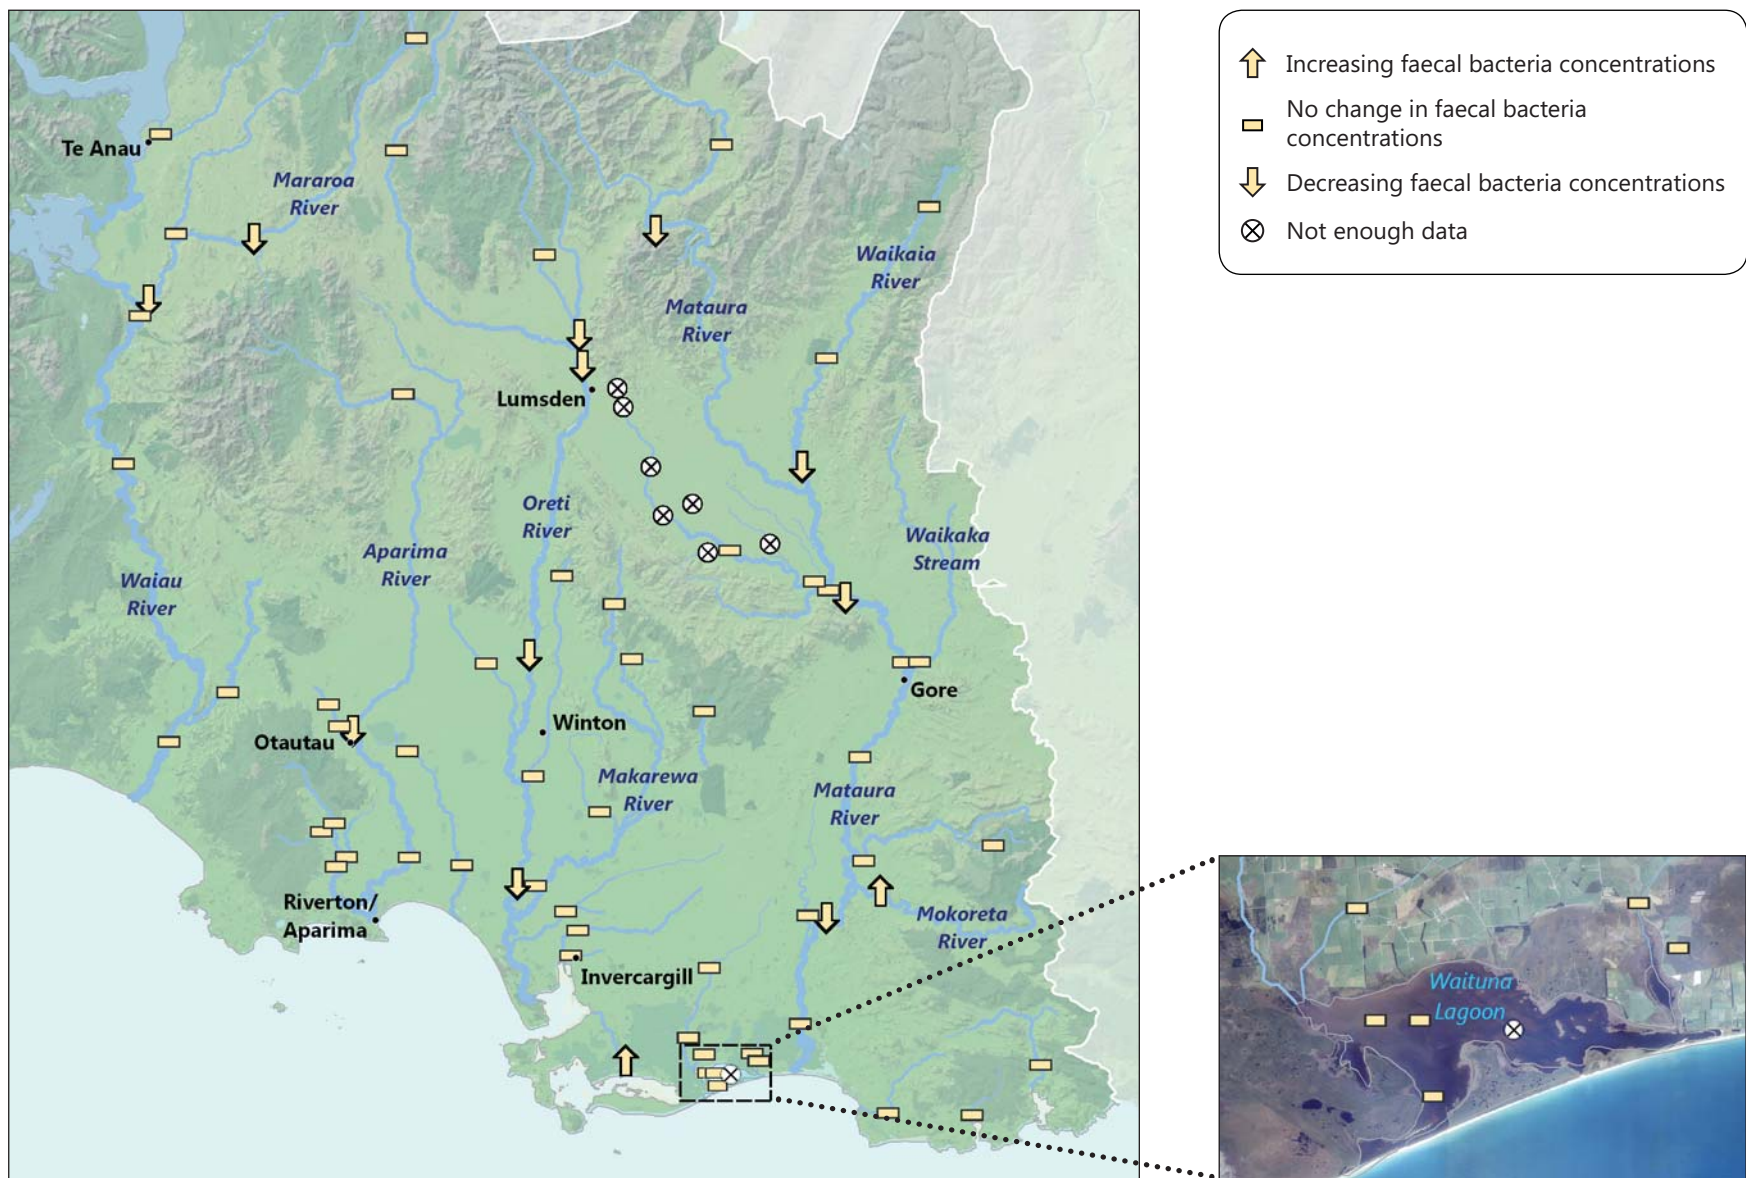 Te Anau
Mararoa
River
Waikaia
River
Mataura
River
Lumsden
Oreti
River
Aparima
River
Waikaka
Stream
Waiau
River
Gore
Winton
Otautau
Makarewa
River
Mataura
River
Riverton/
Aparima
Mokoreta
River
Invercargill
Increasing faecal bacteria concentrations
No change in faecal bacteria
concentrations
Decreasing faecal bacteria concentrations
Not enough data
Waituna
Lagoon